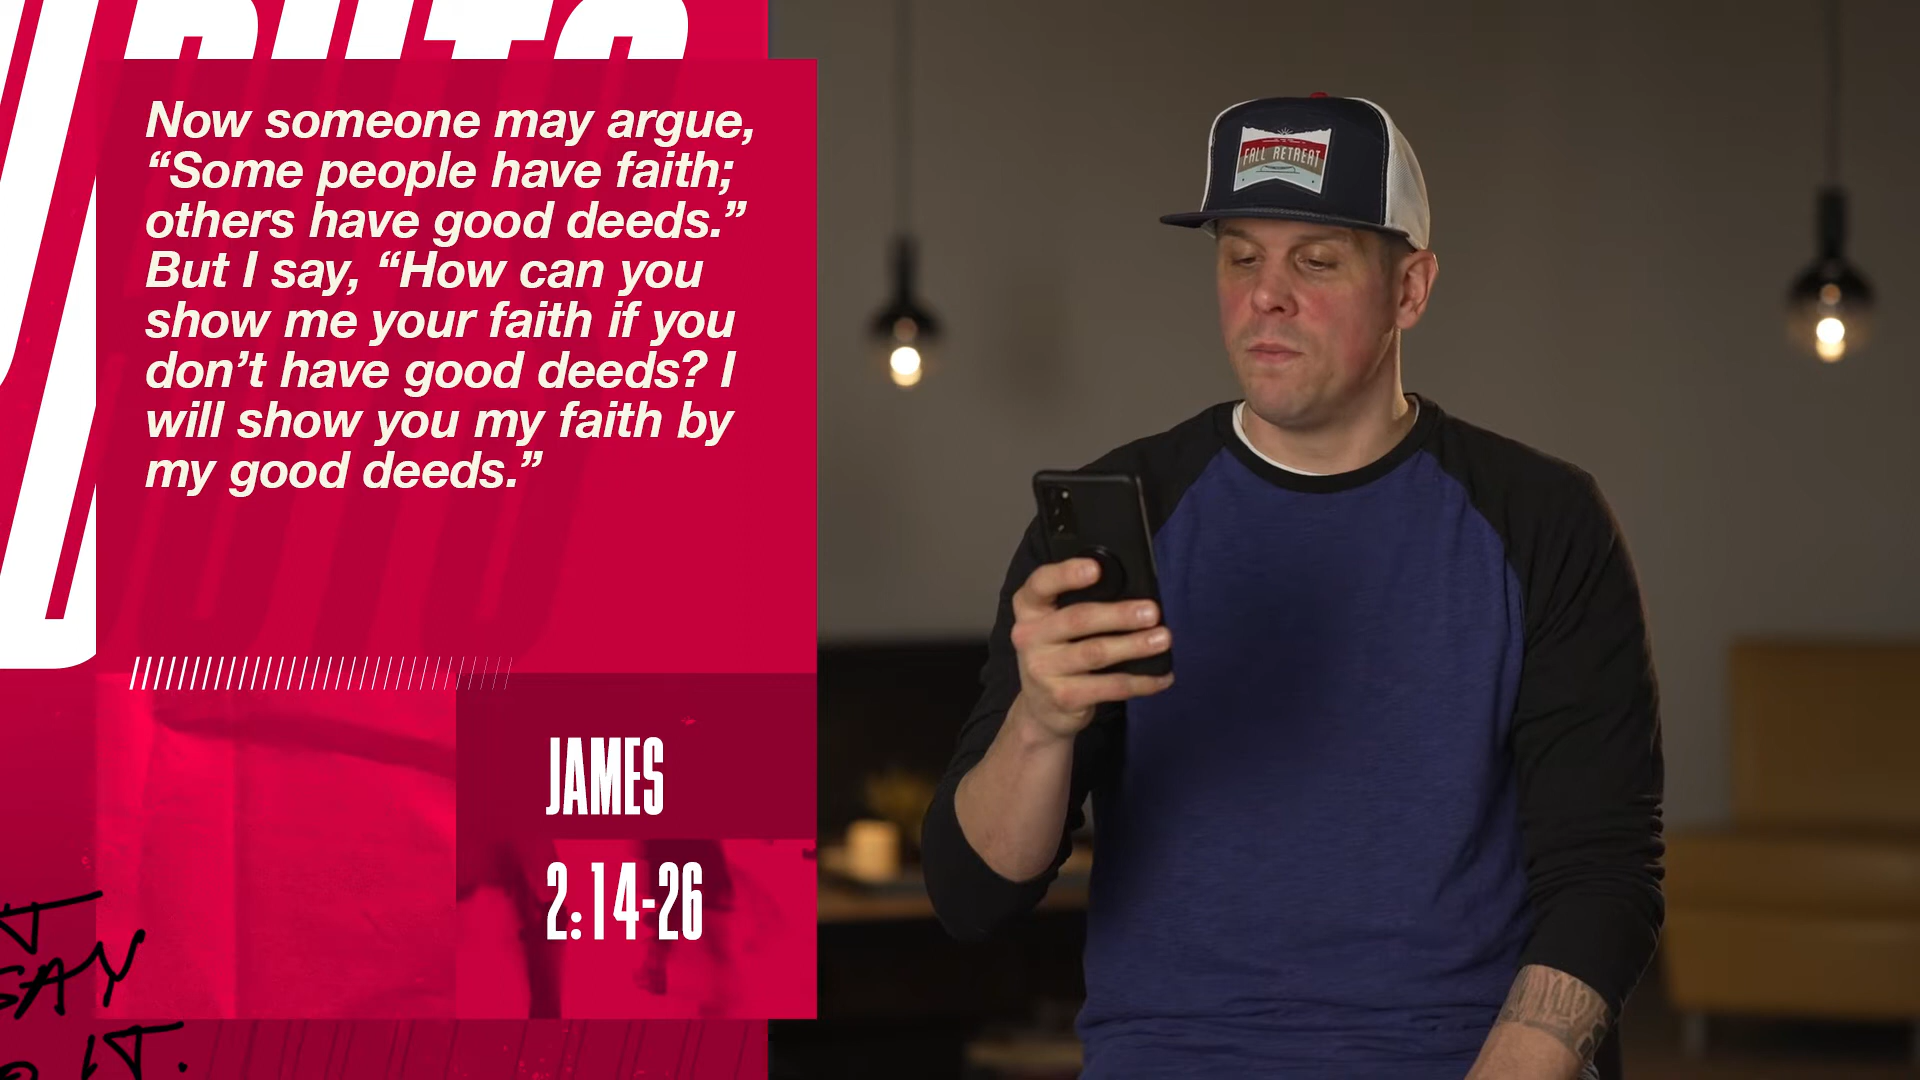 Now someone may argue,
“Some people have faith;
others have good deeds.”
But I say, “How can you
show me your faith if you
don’t have good deeds? I
will show you my faith by
my good deeds.”
JAMES
2:14-26
FALL RETREAT
SAY
IT.